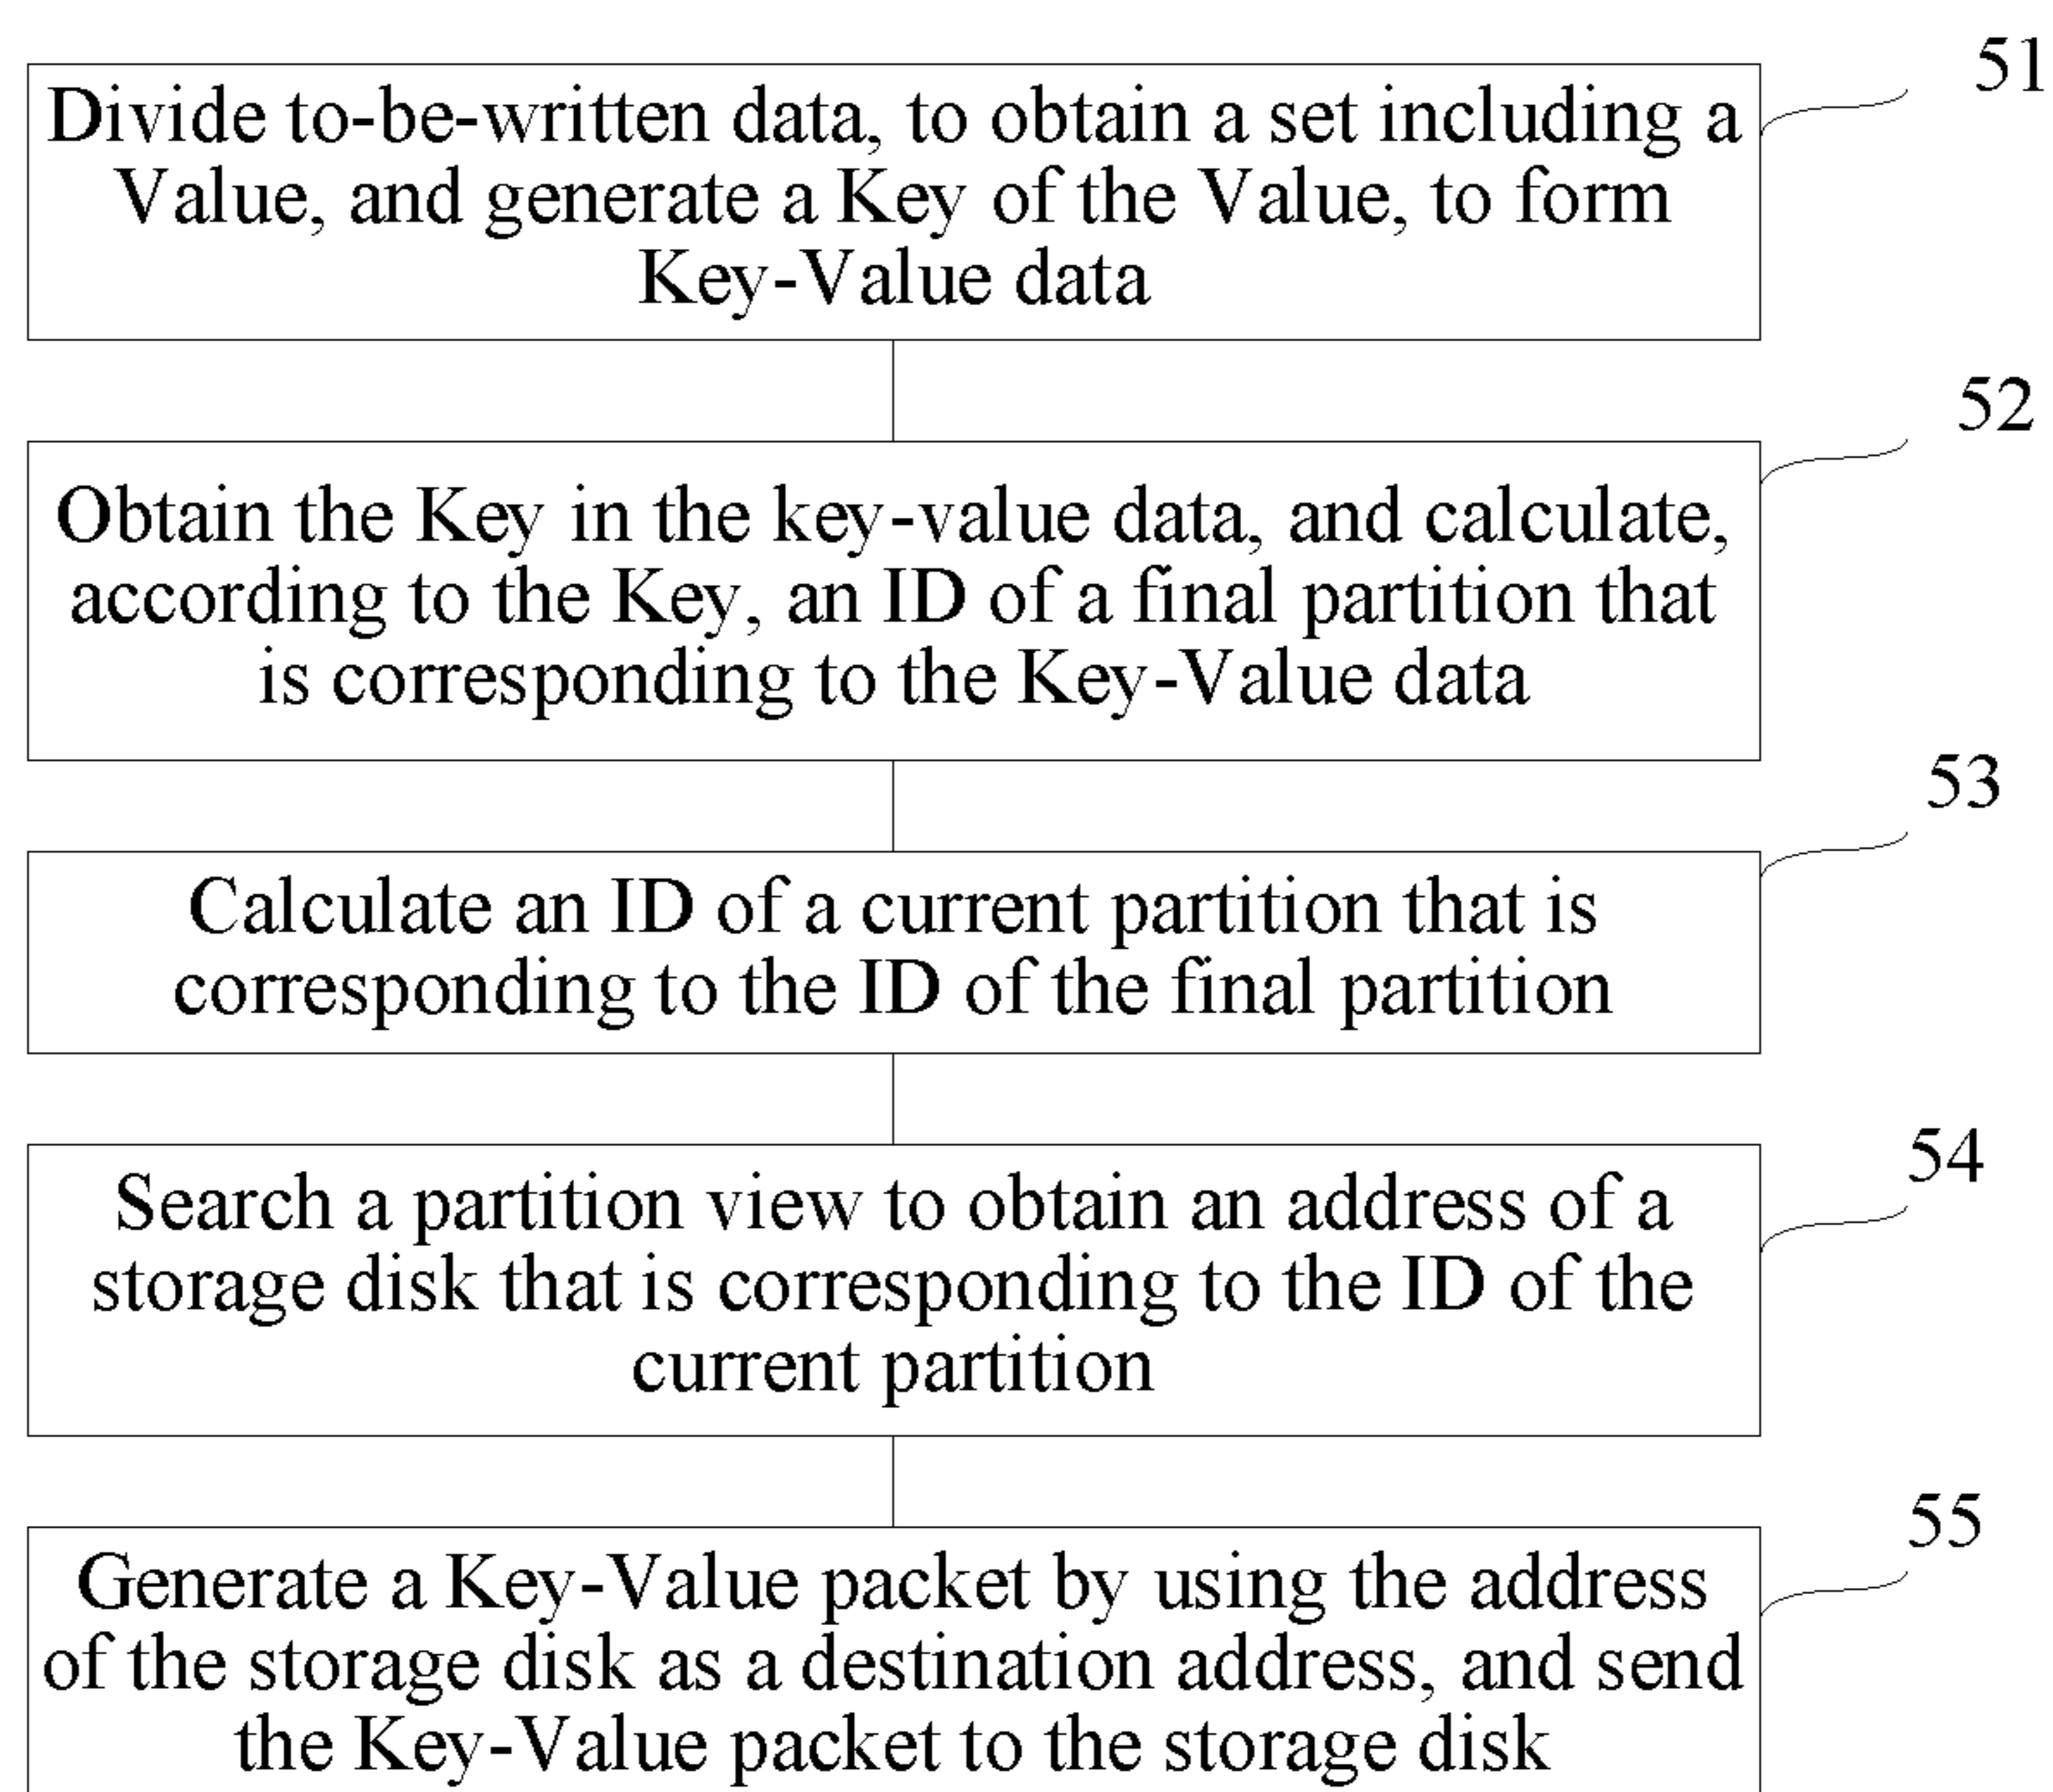 51
Divide to-be-written data, to obtain a set including a
Value, and generate a Key of the Value, to form
Key-Value data
52
Obtain the Key in the key-value data, and calculate,
according to the Key, an ID of a final partition that
is corresponding to the Key-Value data
53
Calculate an ID of a current partition that is
corresponding to the ID of the final partition
54
Search a partition view to obtain an address of a
storage disk that is corresponding to the ID of the
current partition
55
Generate a Key-Value packet by using the address
of the storage disk as a destination address, and send
the Key-Value packet to the storage disk